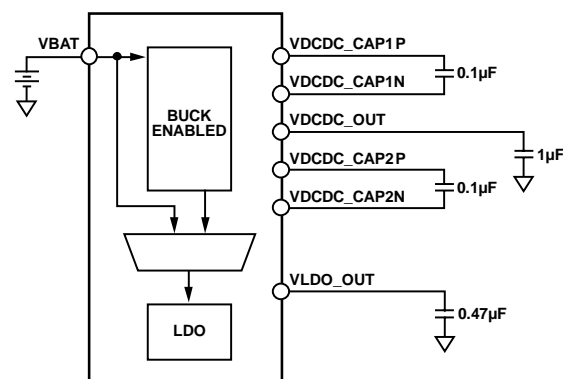 VBAT
BUCK
ENABLED
LDO
VDCDC_CAP1P
0.1µF
VDCDC_CAP1N
VDCDC_OUT
1µF
VDCDC_CAP2P
0.1µF
VDCDC_CAP2N
VLDO_OUT
0.47µF